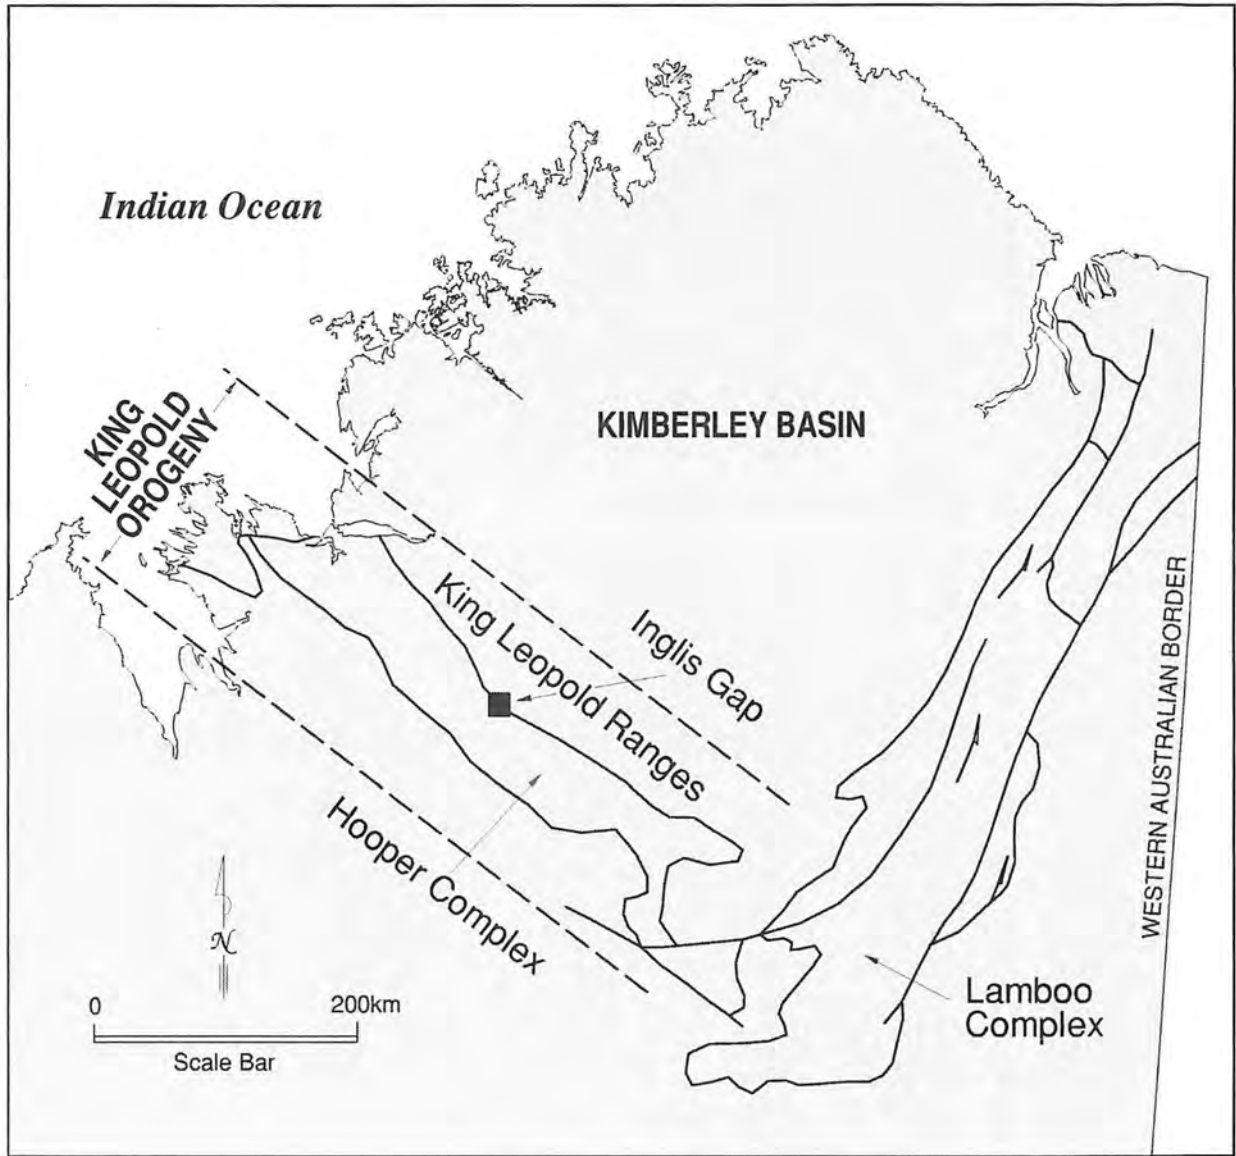 Indian Ocean
KING
LEOPOLD
OROGENY
KIMBERLEY BASIN
King Leopold Ranges
Inglis Gap
Hooper Complex
WESTERN AUSTRALIAN BORDER
N
0 200km
Scale Bar
Lamboo
Complex